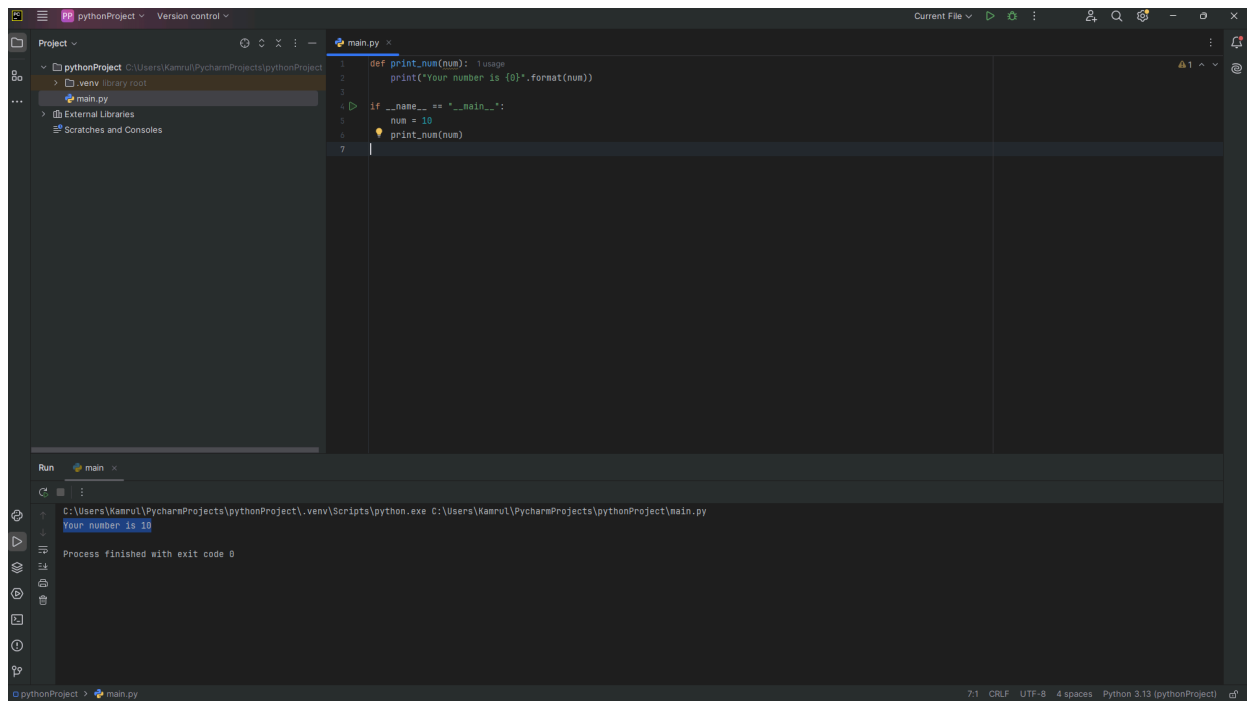 PC
PP pythonProject Version control Current File
Project
main.py
pythonProject C:\Users\Kamrul\PycharmProjects\pythonProject
.venv library root
main.py
External Libraries
Scratches and Consoles
1 def print_num(num): 1 usage
2 print("Your number is {0}".format(num))
3
4 if __name__ == "__main__":
5 num = 10
6 print_num(num)
7
1
Run main
C:\Users\Kamrul\PycharmProjects\pythonProject\.venv\Scripts\python.exe C:\Users\Kamrul\PycharmProjects\pythonProject\main.py
Your number is 10
Process finished with exit code 0
pythonProject > main.py
7:1 CRLF UTF-8 4 spaces Python 3.13 (pythonProject)